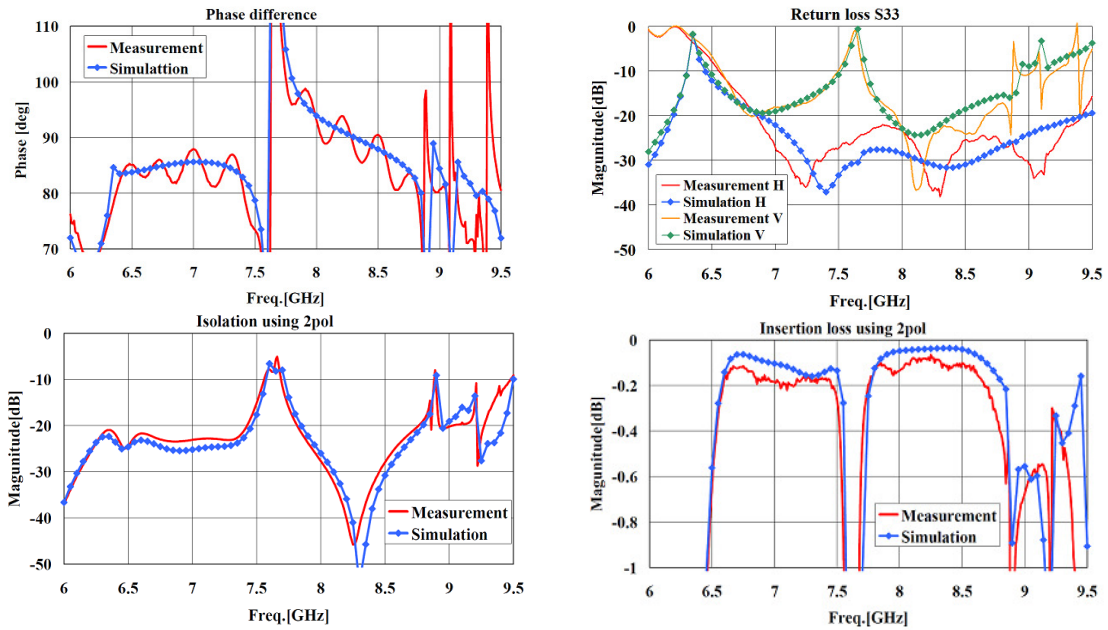 Phase difference
110
100
90
80
70
Phase [deg]
Measurement
Simulattion
6 6.5 7 7.5 8 8.5 9 9.5
Freq.[GHz]
Return loss S33
0
-10
-20
-30
-40
-50
Magunitude[dB]
Measurement H
Simulation H
Measurement V
Simulation V
6 6.5 7 7.5 8 8.5 9 9.5
Freq.[GHz]
Isolation using 2pol
0
-10
-20
-30
-40
-50
Magunitude[dB]
Measurement
Simulation
6 6.5 7 7.5 8 8.5 9 9.5
Freq.[GHz]
Insertion loss using 2pol
0
-0.2
-0.4
-0.6
-0.8
-1
Magunitude[dB]
Measurement
Simulation
6 6.5 7 7.5 8 8.5 9 9.5
Freq.[GHz]